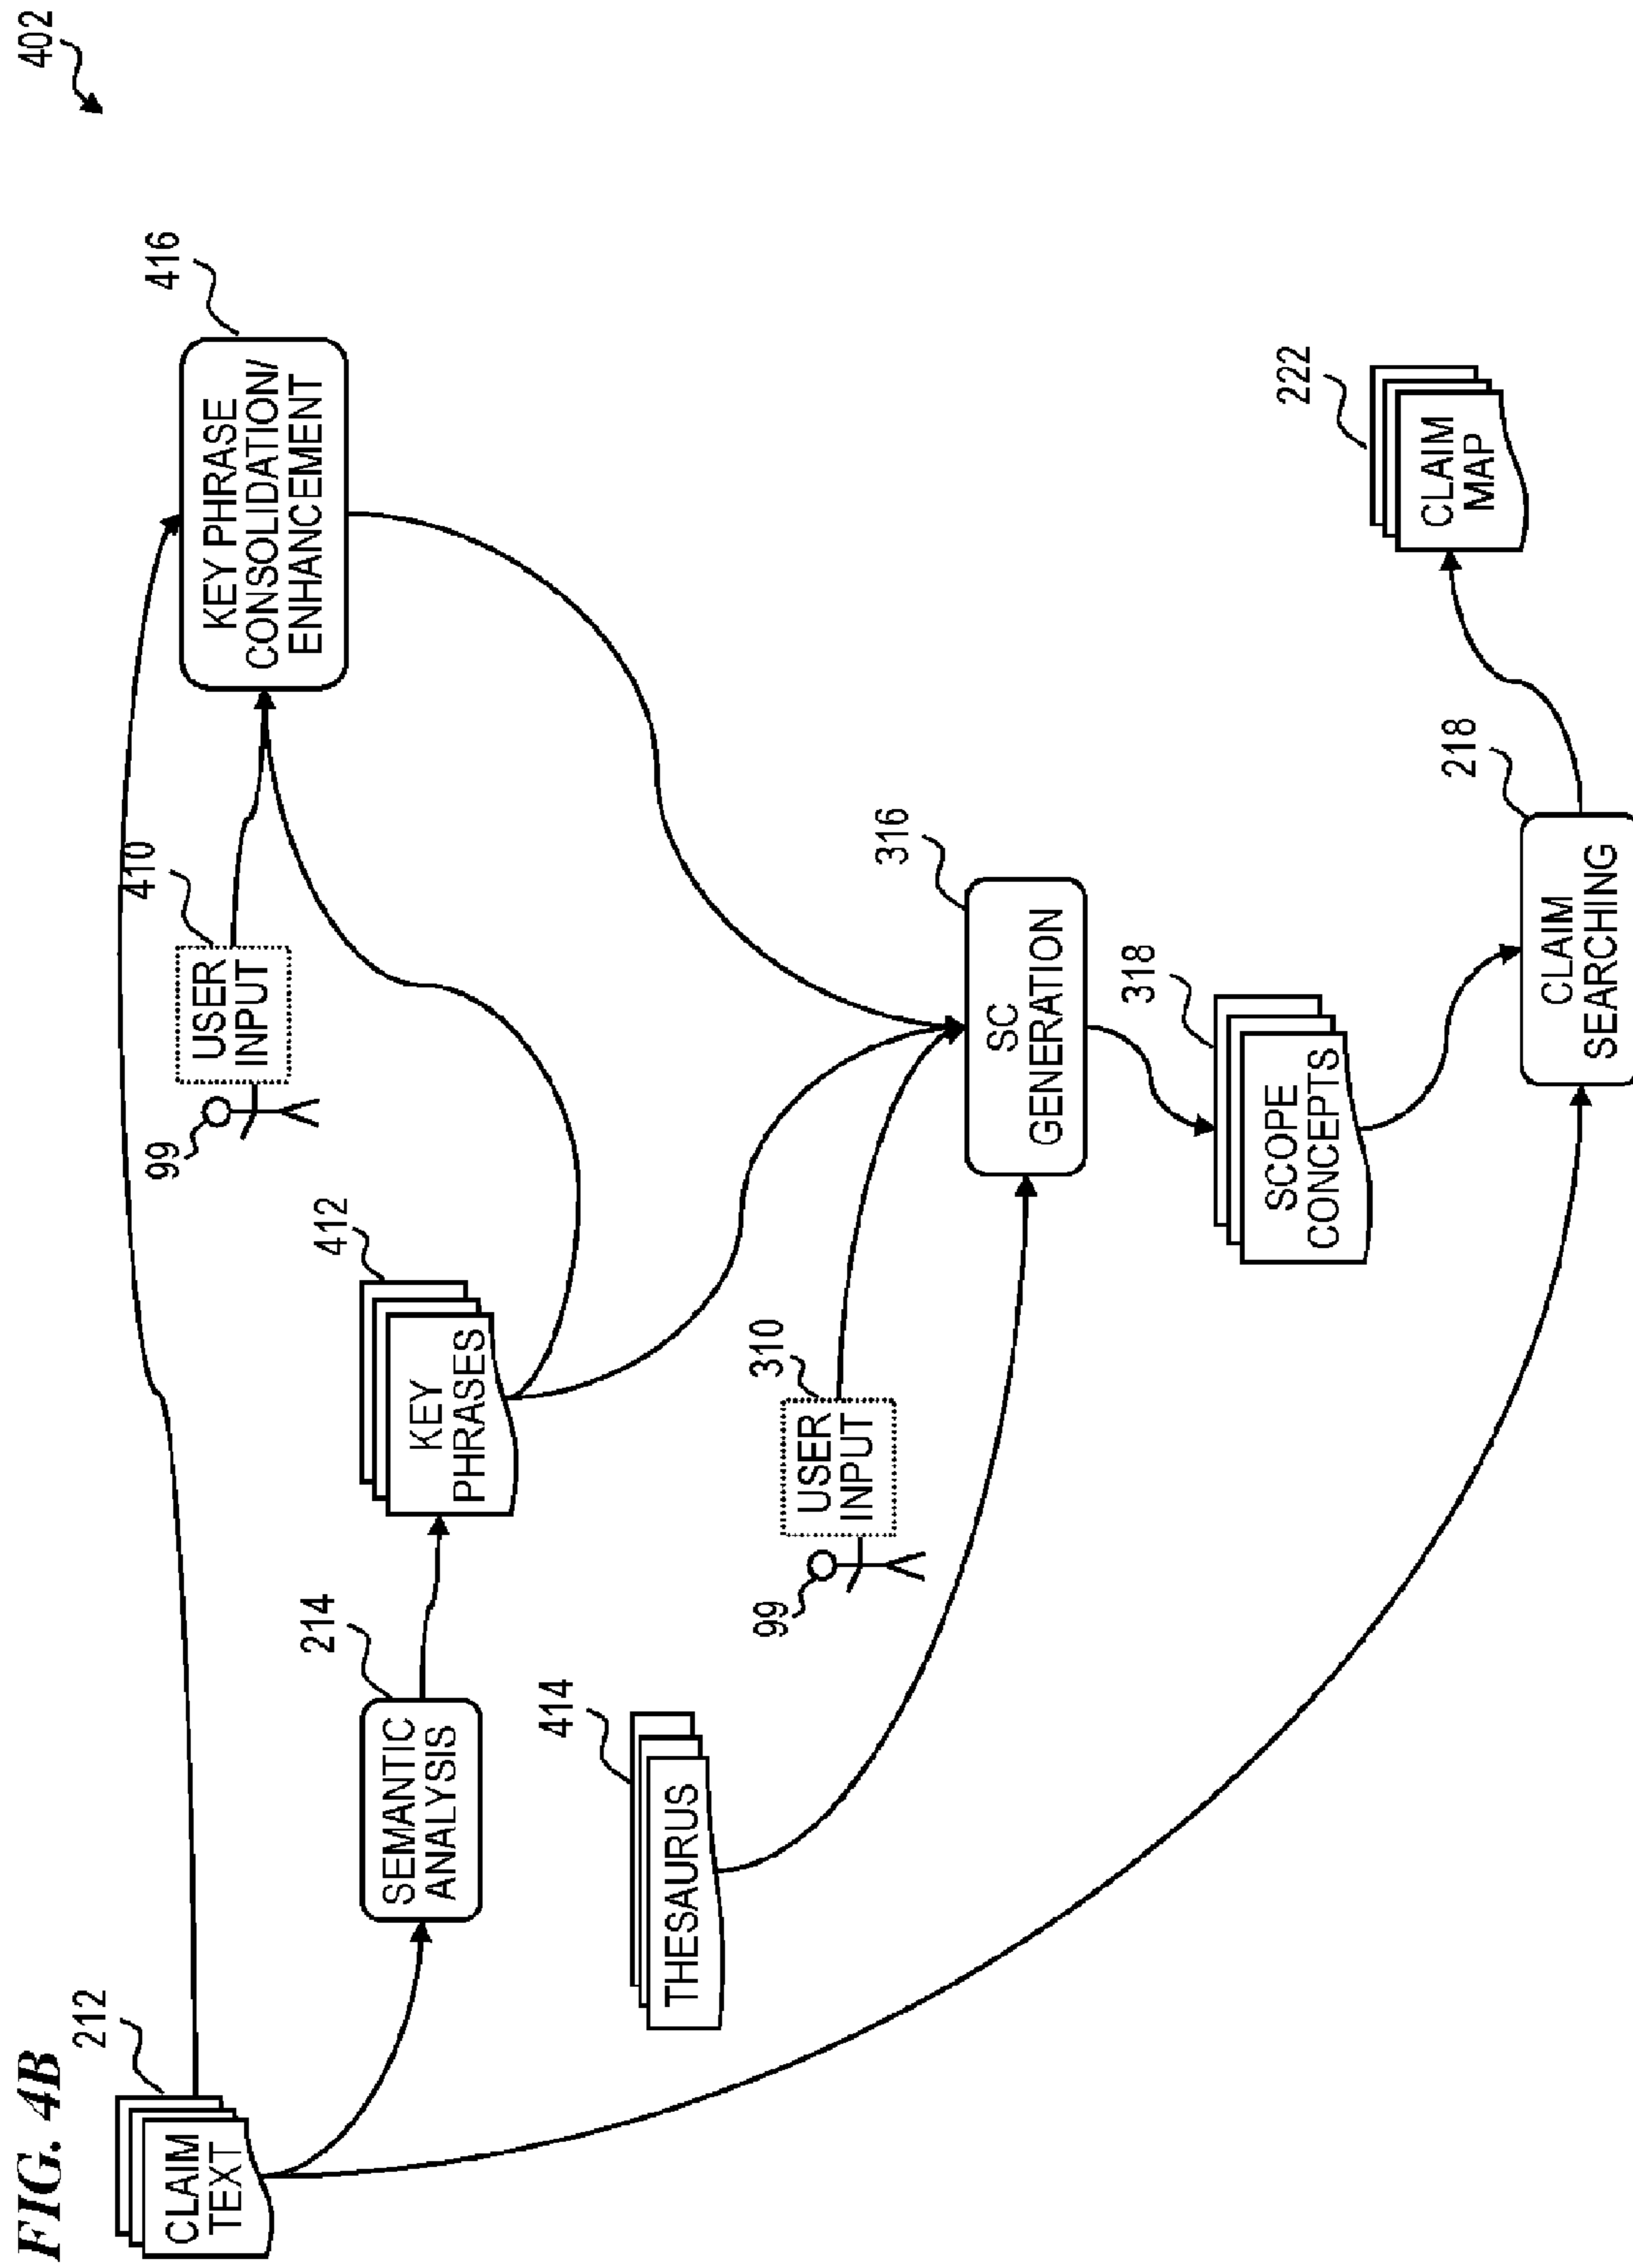 FIG. 4B
402
212
CLAIM
TEXT
416
KEY PHRASE
CONSOLIDATION/
ENHANCEMENT
410
99
USER
INPUT
412
KEY
PHRASES
214
SEMANTIC
ANALYSIS
414
THESAURUS
310
99
USER
INPUT
316
SC
GENERATION
318
SCOPE
CONCEPTS
218
CLAIM
SEARCHING
222
CLAIM
MAP